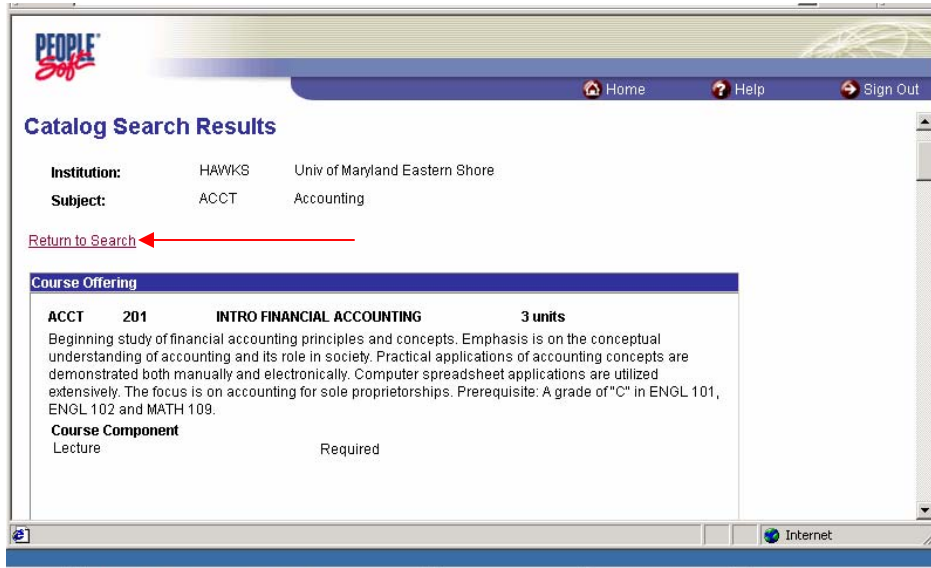 PEOPLE
Soft
Home Help Sign Out
Catalog Search Results
Institution: HAWKS Univ of Maryland Eastern Shore
Subject: ACCT Accounting
Return to Search
Course Offering
ACCT 201 INTRO FINANCIAL ACCOUNTING 3 units
Beginning study of financial accounting principles and concepts. Emphasis is on the conceptual
understanding of accounting and its role in society. Practical applications of accounting concepts are
demonstrated both manually and electronically. Computer spreadsheet applications are utilized
extensively. The focus is on accounting for sole proprietorships. Prerequisite: A grade of "C" in ENGL 101,
ENGL 102 and MATH 109.
Course Component
Lecture Required
Internet